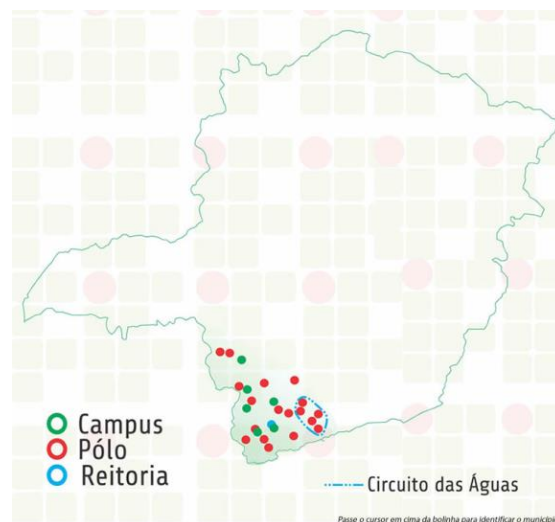 Campus
Pólo
Reitoria
Circuito das Águas
Passe o cursor em cima da bolinha para identificar o município